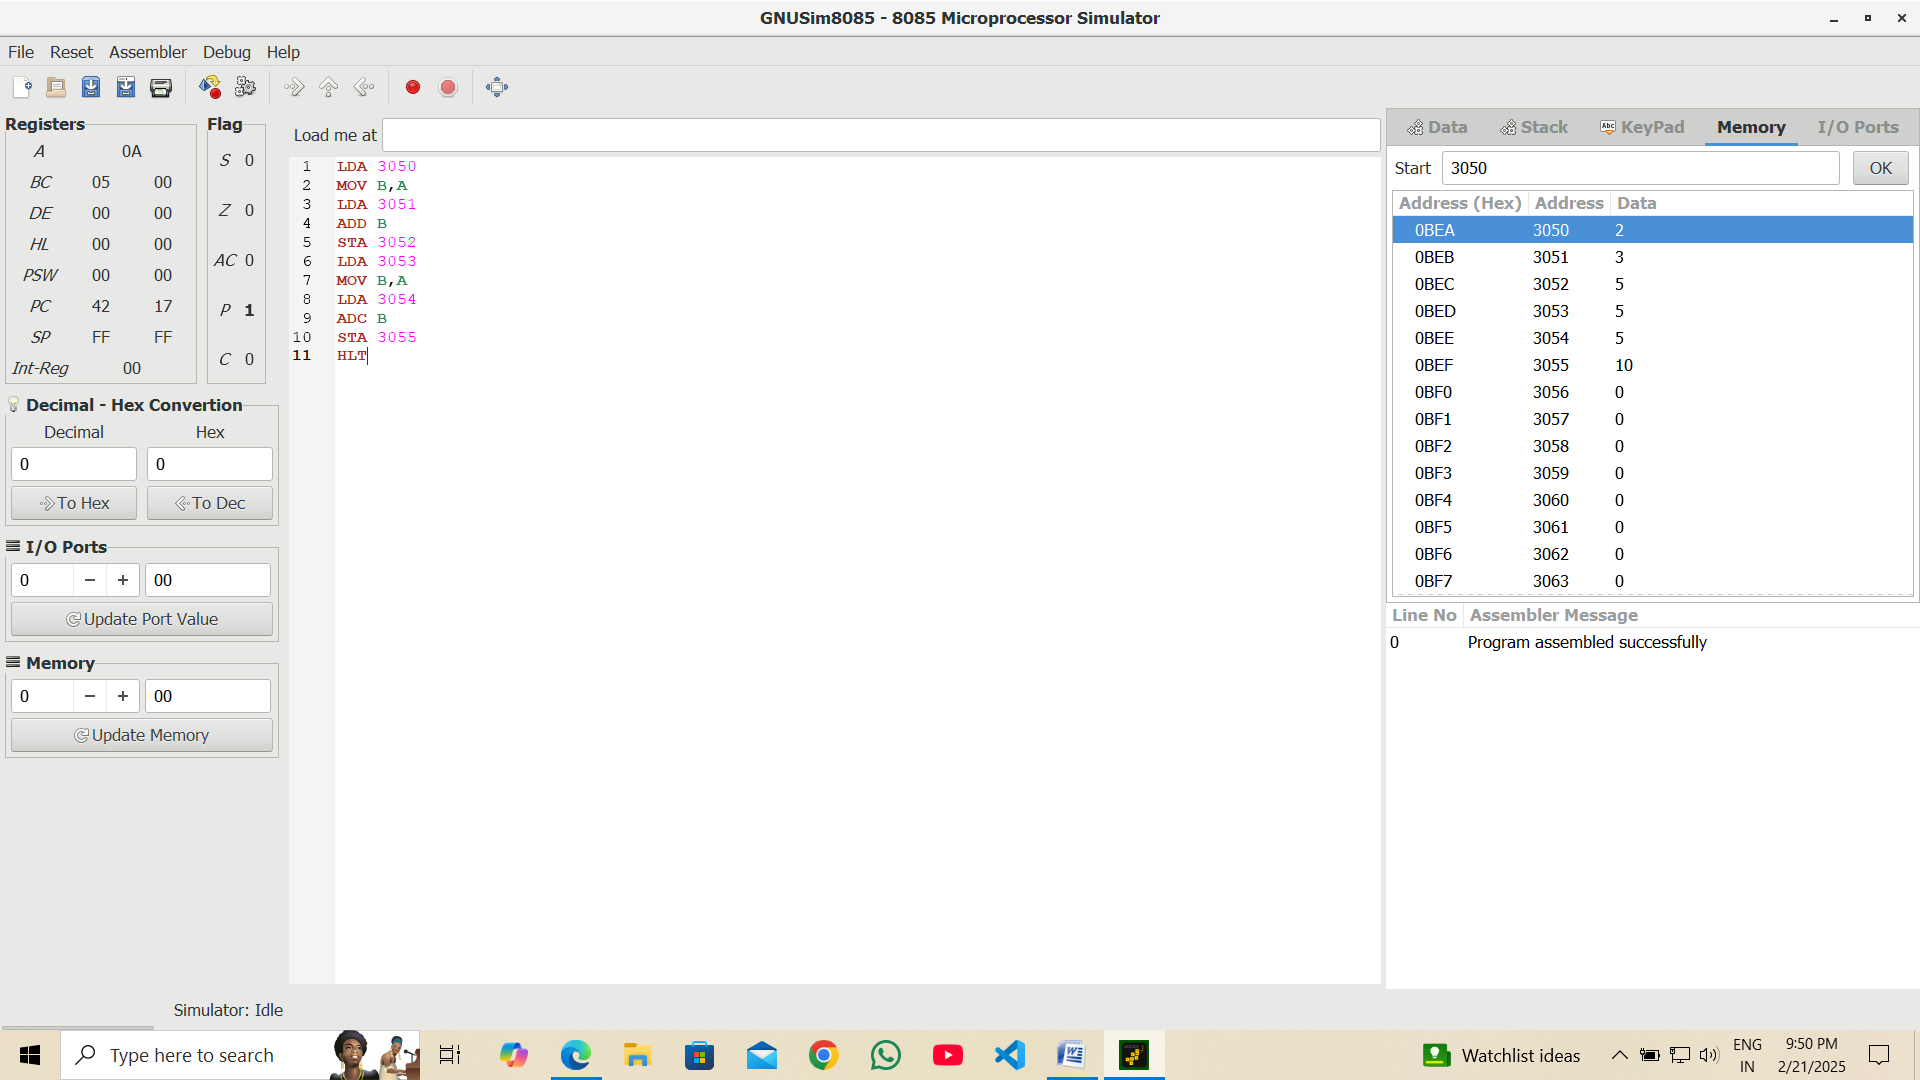 GNUSim8085 - 8085 Microprocessor Simulator
File Reset Assembler Debug Help
Registers
A 0A
BC 05 00
DE 00 00
HL 00 00
PSW 00 00
PC 42 17
SP FF FF
Int-Reg 00
Flag
S 0
Z 0
AC 0
P 1
C 0
Decimal - Hex Convertion
Decimal Hex
0 0
To Hex To Dec
I/O Ports
0 − + 00
Update Port Value
Memory
0 − + 00
Update Memory
Load me at
1 LDA 3050
2 MOV B,A
3 LDA 3051
4 ADD B
5 STA 3052
6 LDA 3053
7 MOV B,A
8 LDA 3054
9 ADC B
10 STA 3055
11 HLT
Data Stack Abc KeyPad Memory I/O Ports
Start 3050 OK
Address (Hex) Address Data
0BEA 3050 2
0BEB 3051 3
0BEC 3052 5
0BED 3053 5
0BEE 3054 5
0BEF 3055 10
0BF0 3056 0
0BF1 3057 0
0BF2 3058 0
0BF3 3059 0
0BF4 3060 0
0BF5 3061 0
0BF6 3062 0
0BF7 3063 0
Line No Assembler Message
0 Program assembled successfully
Simulator: Idle
Type here to search
Watchlist ideas
ENG
IN
9:50 PM
2/21/2025